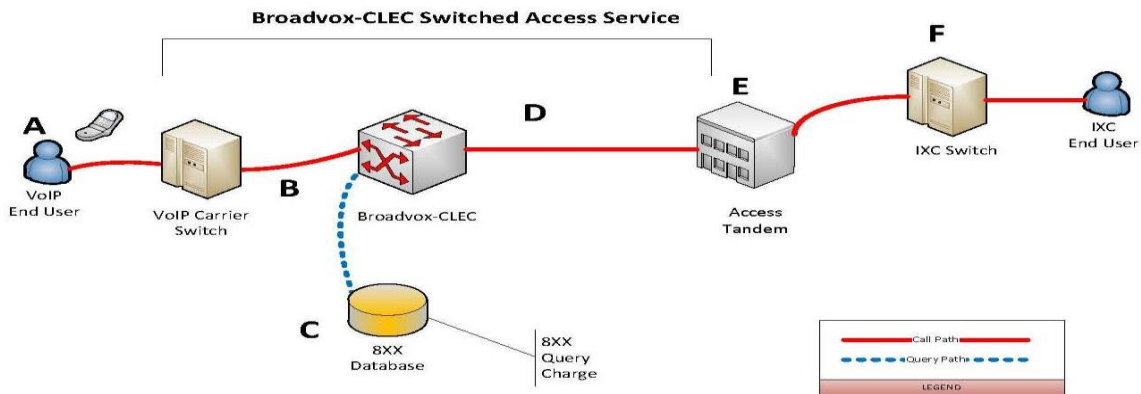 Broadvox-CLEC Switched Access Service
F
E
A
D
B
IXC
End User
IXC Switch
VoIP
End User
VoIP Carrier
Switch
Broadvox-CLEC
Access
Tandem
C
8XX
Database
8XX
Query
Charge
Call Path
Query Path
LEGEND